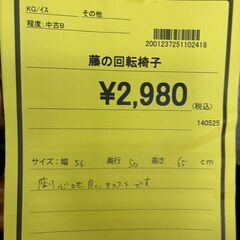 KG/イス その他
程度:中古B
2001237251102418
藤の回転椅子
¥2,980
(税込)
140525
サイズ:幅 56 奥行 50 高さ 65 cm
座り心地 良く、オススメです